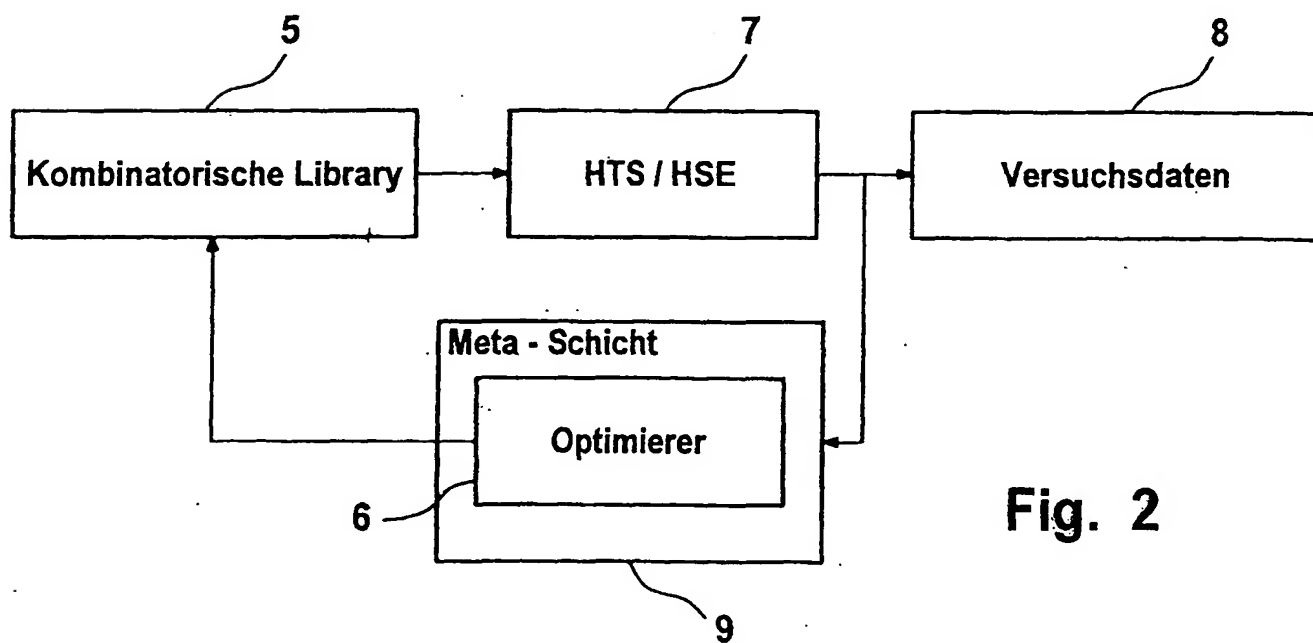 5
7
8
Kombinatorische Library
HTS / HSE
Versuchsdaten
Meta - Schicht
Optimierer
6
Fig. 2
9